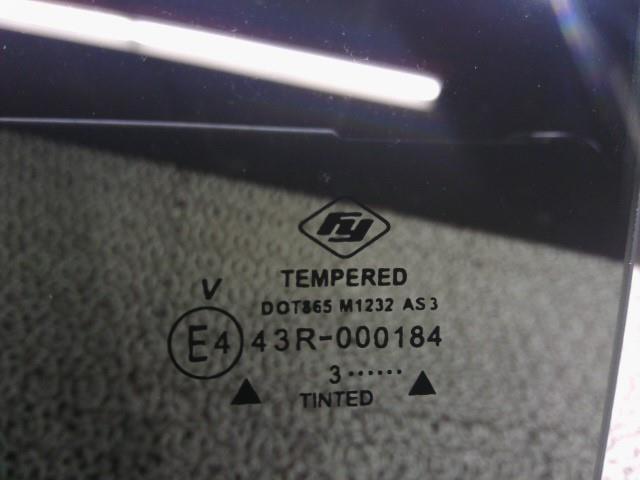 FY
TEMPERED
V
DOT865 M1232 AS3
E4 43R-000184
3······
TINTED